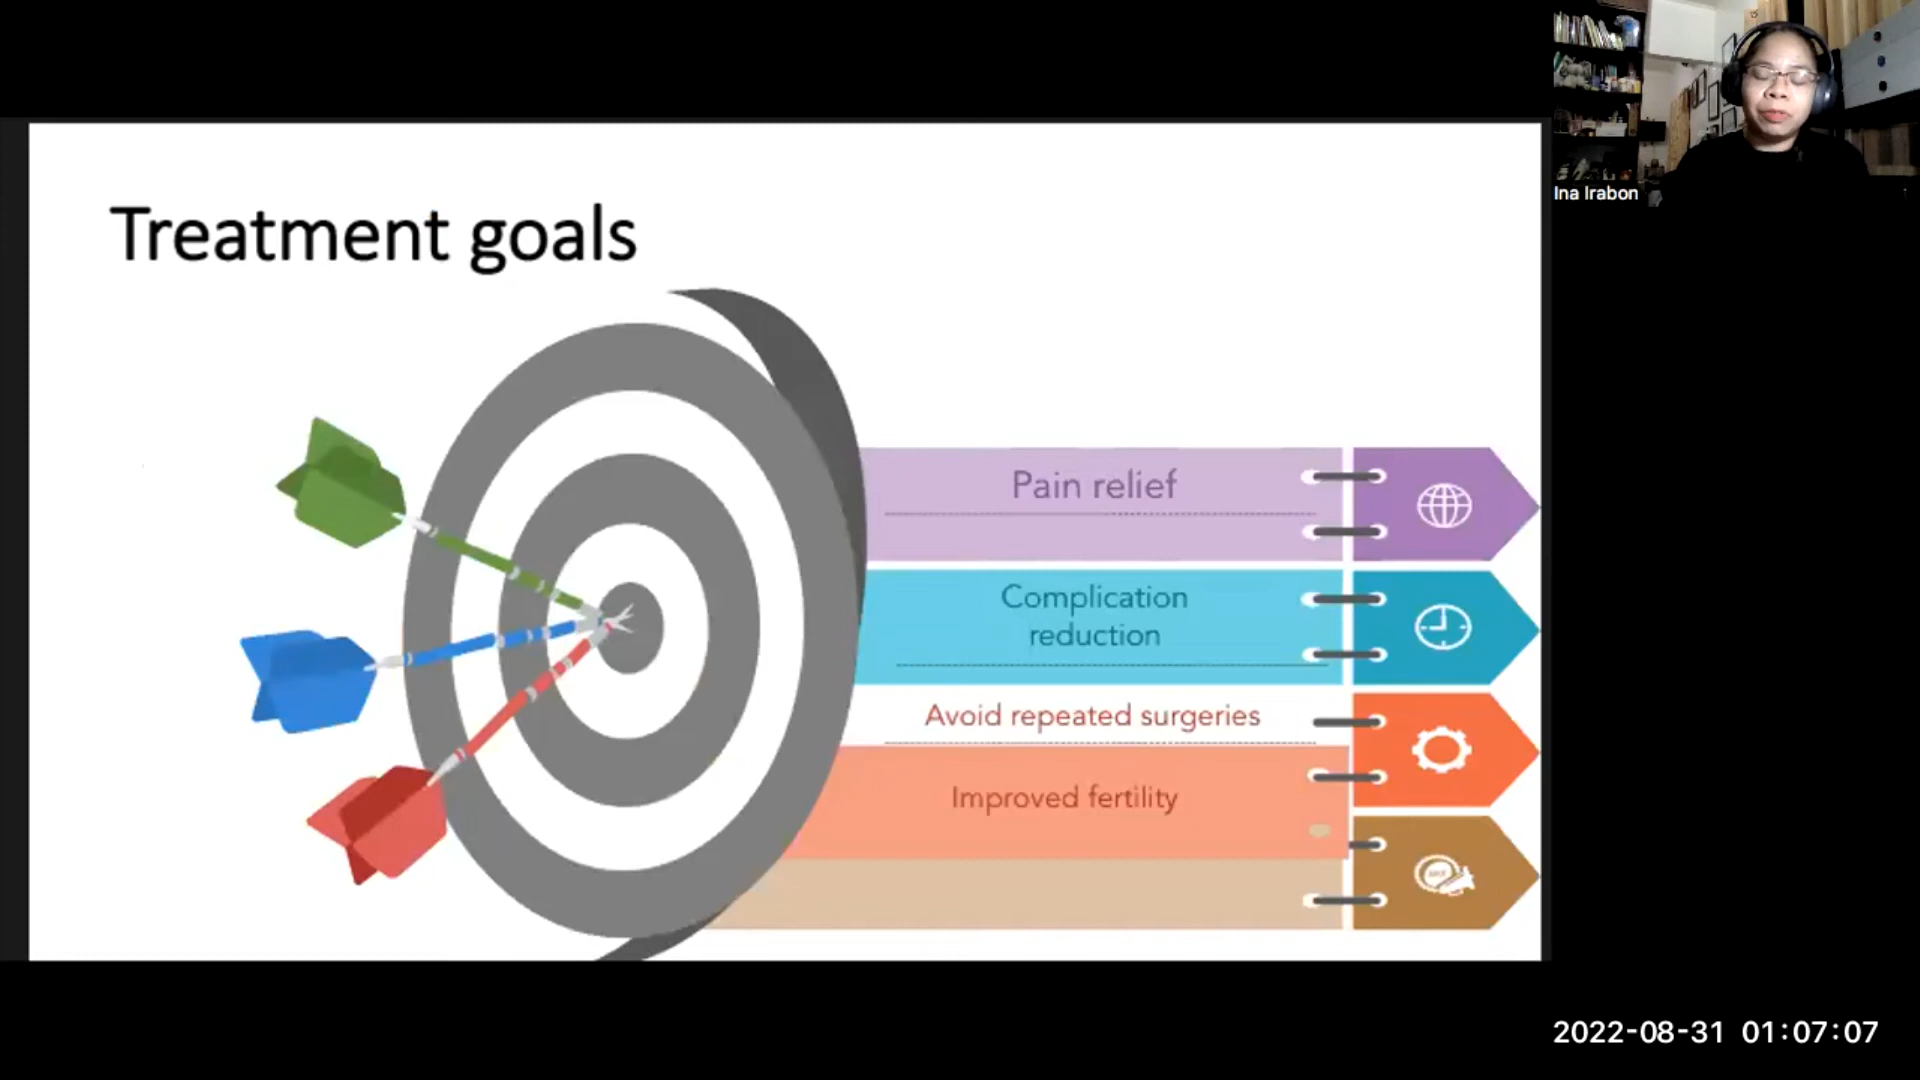 Ina Irabon
Treatment goals
Pain relief
Complication
reduction
Avoid repeated surgeries
Improved fertility
2022-08-31 01:07:07